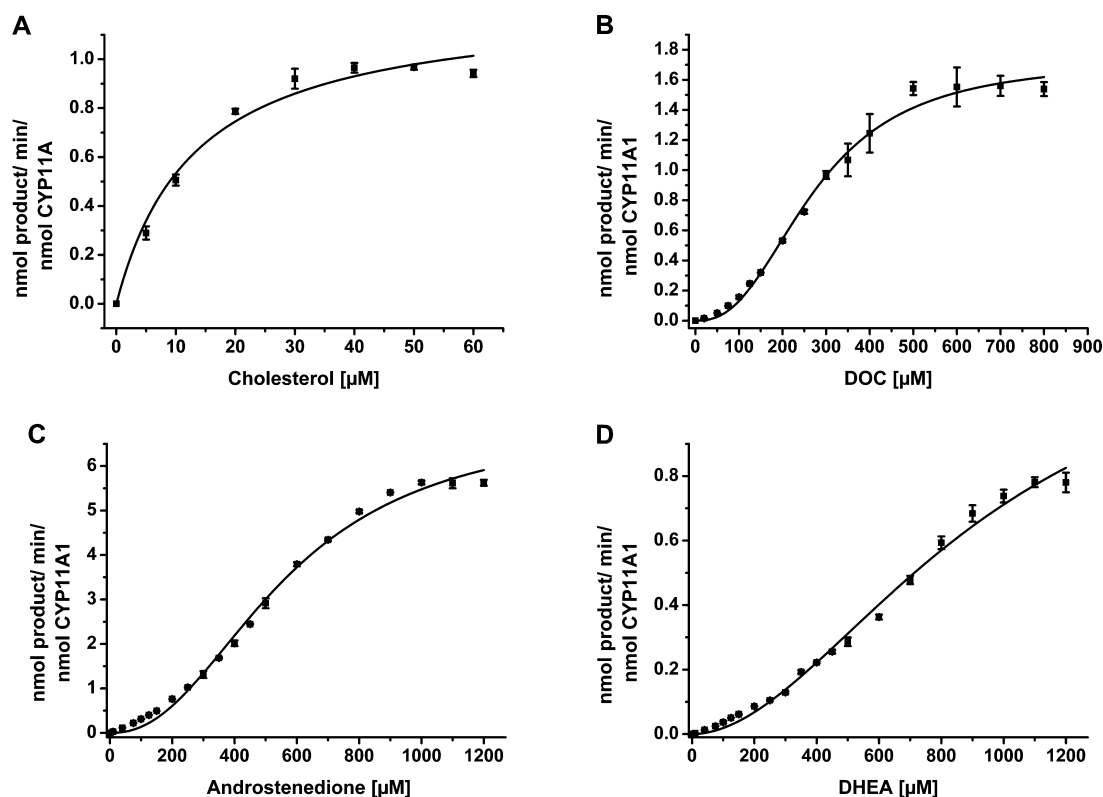 A
nmol product/ min/
nmol CYP11A
1.0
0.8
0.6
0.4
0.2
0.0
0 10 20 30 40 50 60
Cholesterol [µM]
B
nmol product/ min/
nmol CYP11A1
1.8
1.6
1.4
1.2
1.0
0.8
0.6
0.4
0.2
0.0
0 100 200 300 400 500 600 700 800 900
DOC [µM]
C
nmol product/ min/
nmol CYP11A1
6
5
4
3
2
1
0
0 200 400 600 800 1000 1200
Androstenedione [µM]
D
nmol product/ min/
nmol CYP11A1
0.8
0.6
0.4
0.2
0.0
0 200 400 600 800 1000 1200
DHEA [µM]